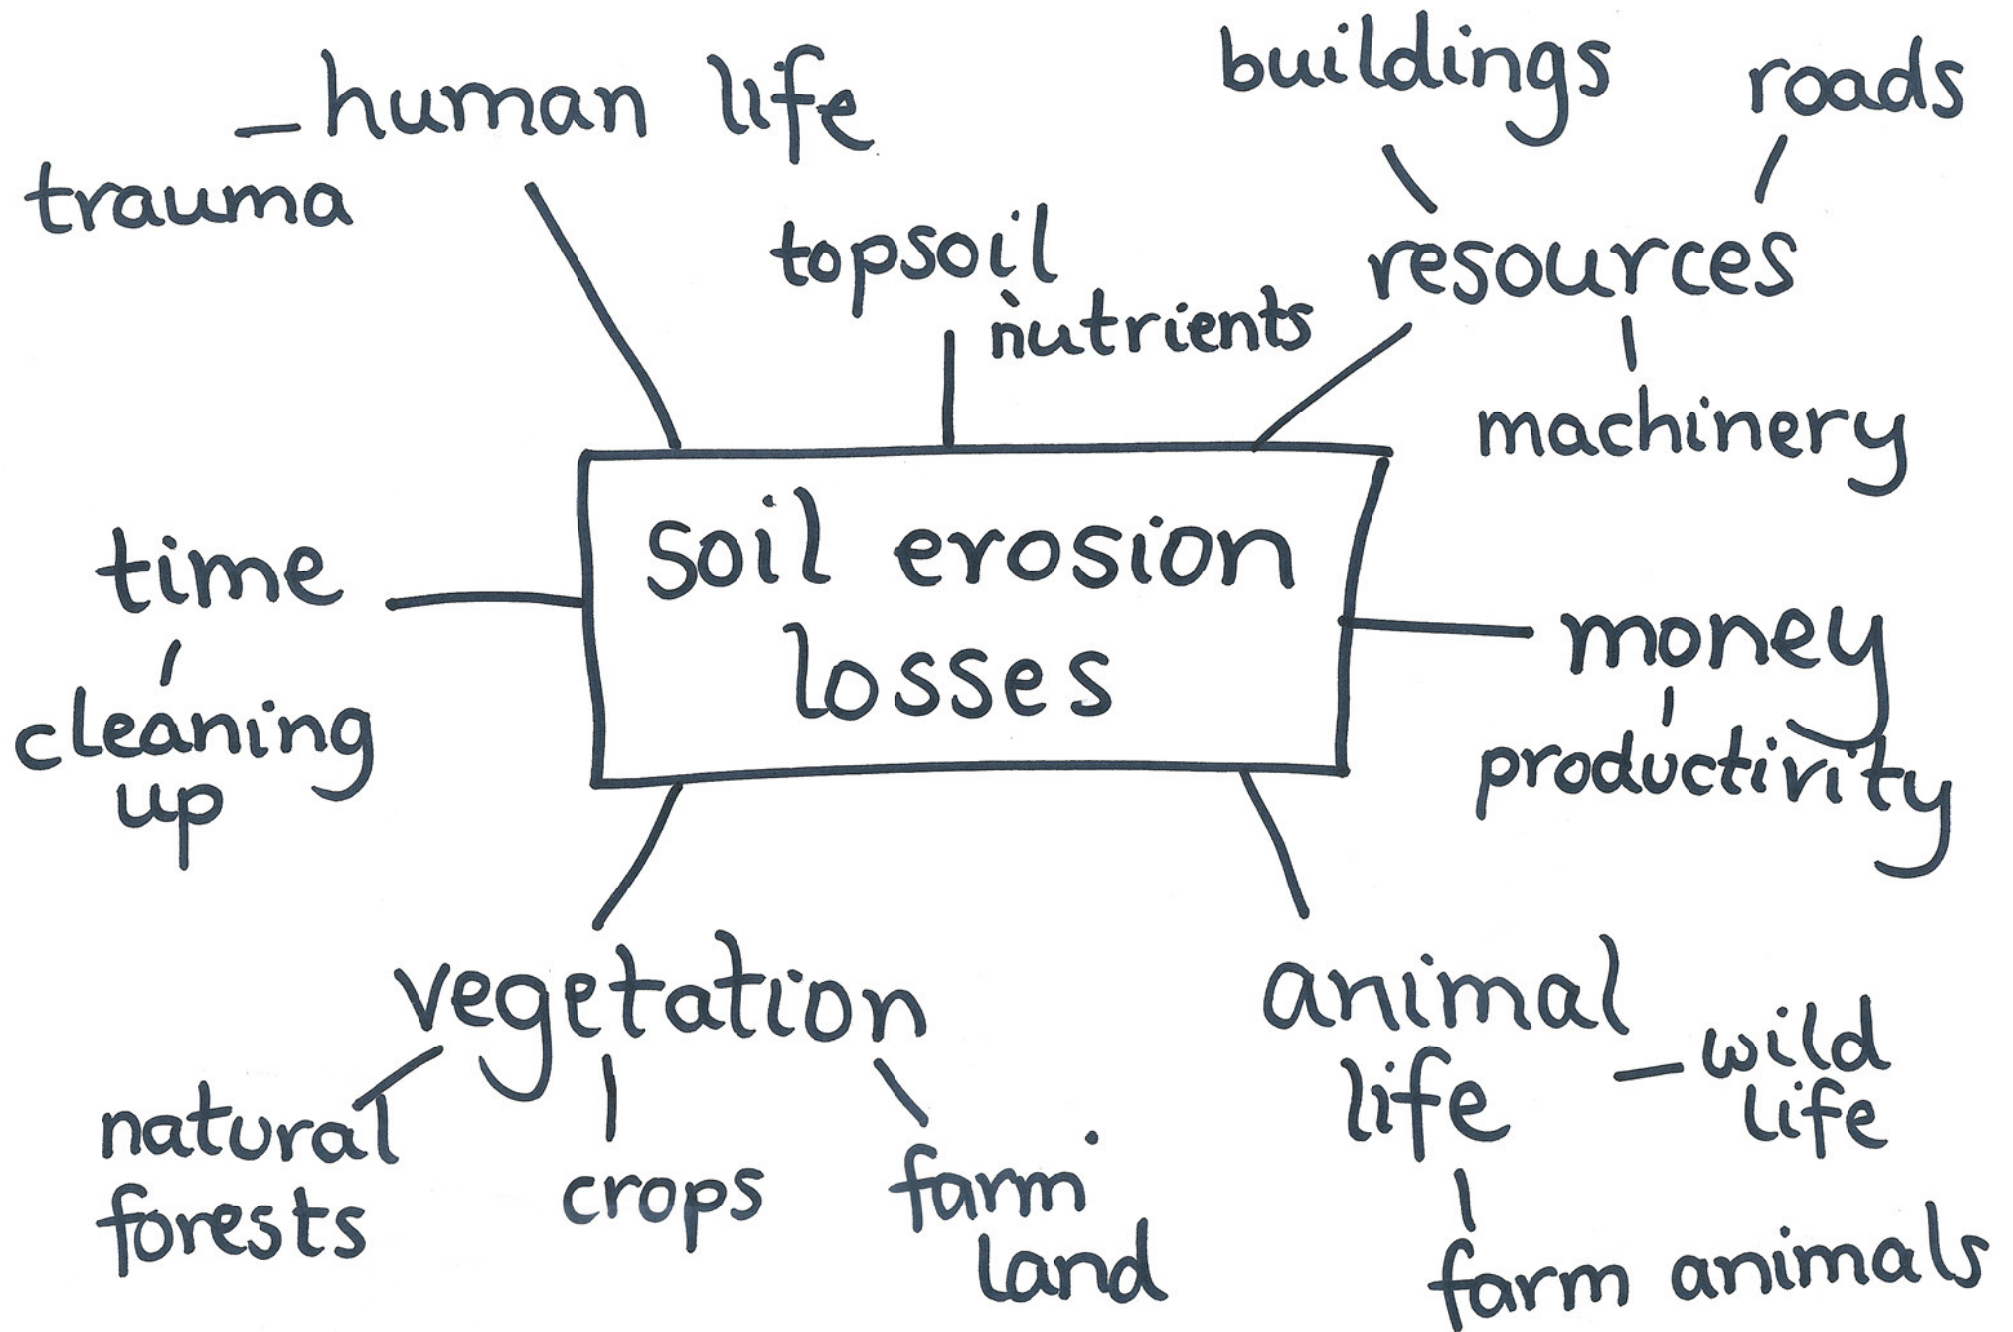 human life
trauma
topsoil
nutrients
buildings
roads
resources
machinery
soil erosion
losses
time
cleaning
up
money
productivity
vegetation
natural
forests
crops
farm
land
animal
life
wild
life
farm animals